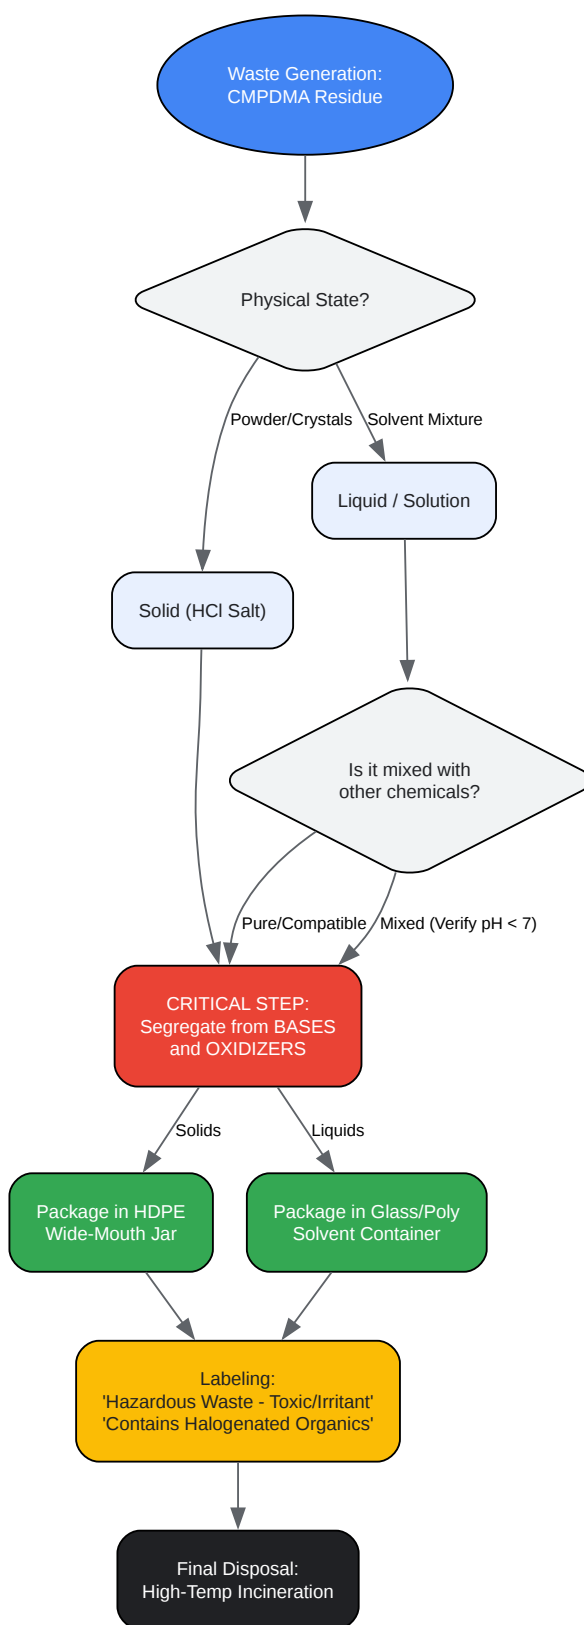 Waste Generation:
CMPDMA Residue
Physical State?
Powder/Crystals
Solvent Mixture
Liquid / Solution
Solid (HCl Salt)
Is it mixed with
other chemicals?
Pure/Compatible
Mixed (Verify pH < 7)
CRITICAL STEP:
Segregate from BASES
and OXIDIZERS
Solids
Liquids
Package in HDPE
Wide-Mouth Jar
Package in Glass/Poly
Solvent Container
Labeling:
'Hazardous Waste - Toxic/Irritant'
'Contains Halogenated Organics'
Final Disposal:
High-Temp Incineration